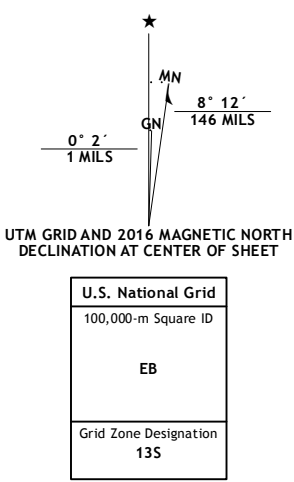 MN
8° 12´
146 MILS
GN
0° 2´
1 MILS
UTM GRID AND 2016 MAGNETIC NORTH
DECLINATION AT CENTER OF SHEET
U.S. National Grid
100,000-m Square ID
EB
Grid Zone Designation
13S